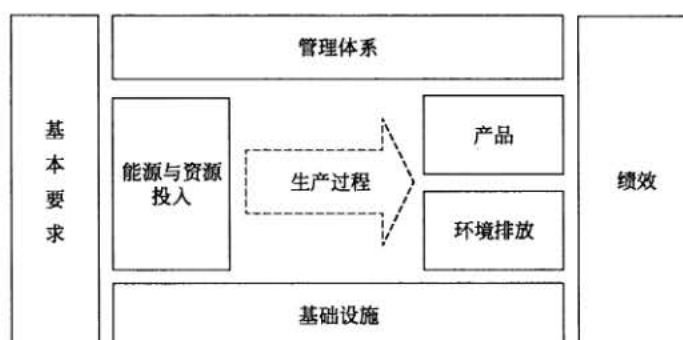 管理体系
基本要求
能源与资源
投入
生产过程
产品
环境排放
绩效
基础设施